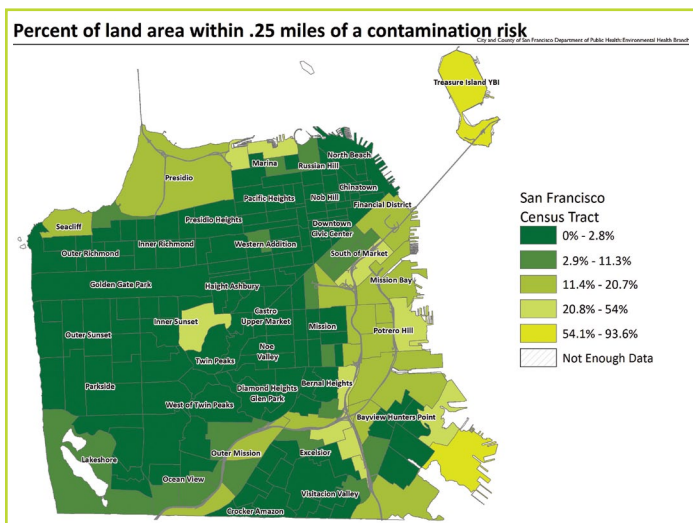 Percent of land area within .25 miles of a contamination risk
City and County of San Francisco Department of Public Health: Environmental Health Branch
Treasure Island YBI
North Beach
Marina
Russian Hill
Presidio
Chinatown
Pacific Heights
Nob Hill
Financial District
Presidio Heights
Seacliff
Downtown
Civic Center
Inner Richmond
Western Addition
Outer Richmond
South of Market
Mission Bay
Golden Gate Park
Haight Ashbury
Castro
Upper Market
Inner Sunset
Mission
Potrero Hill
Outer Sunset
Noe
Valley
Twin Peaks
Parkside
Diamond Heights
Glen Park
Bernal Heights
West of Twin Peaks
Bayview Hunters Point
Outer Mission
Excelsior
Lakeshore
Ocean View
Visitacion Valley
Crocker Amazon
San Francisco
Census Tract
0% - 2.8%
2.9% - 11.3%
11.4% - 20.7%
20.8% - 54%
54.1% - 93.6%
Not Enough Data